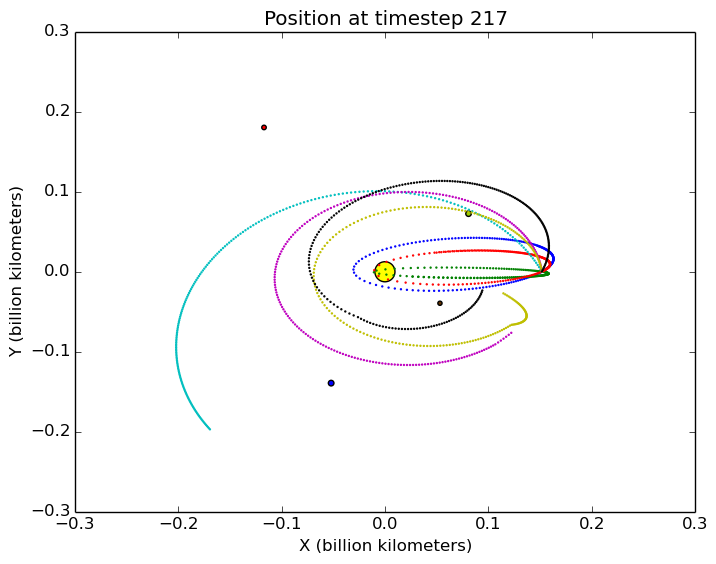 Position at timestep 217
0.3
0.2
0.1
0.0
−0.1
−0.2
−0.3
Y (billion kilometers)
−0.3 −0.2 −0.1 0.0 0.1 0.2 0.3
X (billion kilometers)